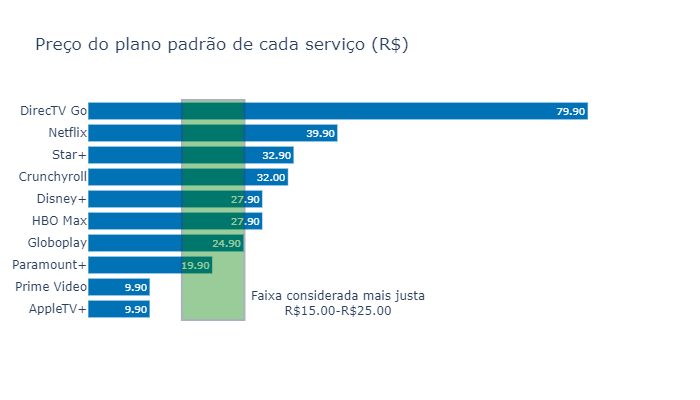 Preço do plano padrão de cada serviço (R$)
DirecTV Go 79.90
Netflix 39.90
Star+ 32.90
Crunchyroll 32.00
Disney+ 27.90
HBO Max 27.90
Globoplay 24.90
Paramount+ 19.90
Prime Video 9.90
AppleTV+ 9.90
Faixa considerada mais justa
R$15.00-R$25.00